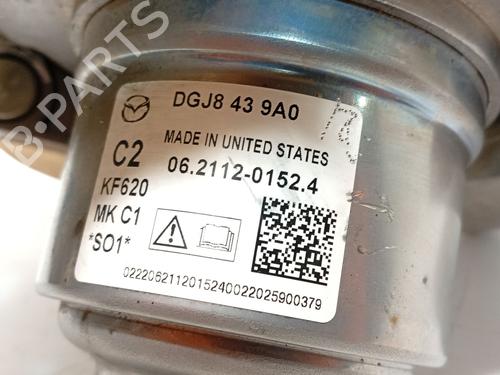 B-PARTS
DGJ8 43 9A0
MADE IN UNITED STATES
C2 06.2112-0152.4
KF620
MK C1
*SO1*
0222062112015240022025900379